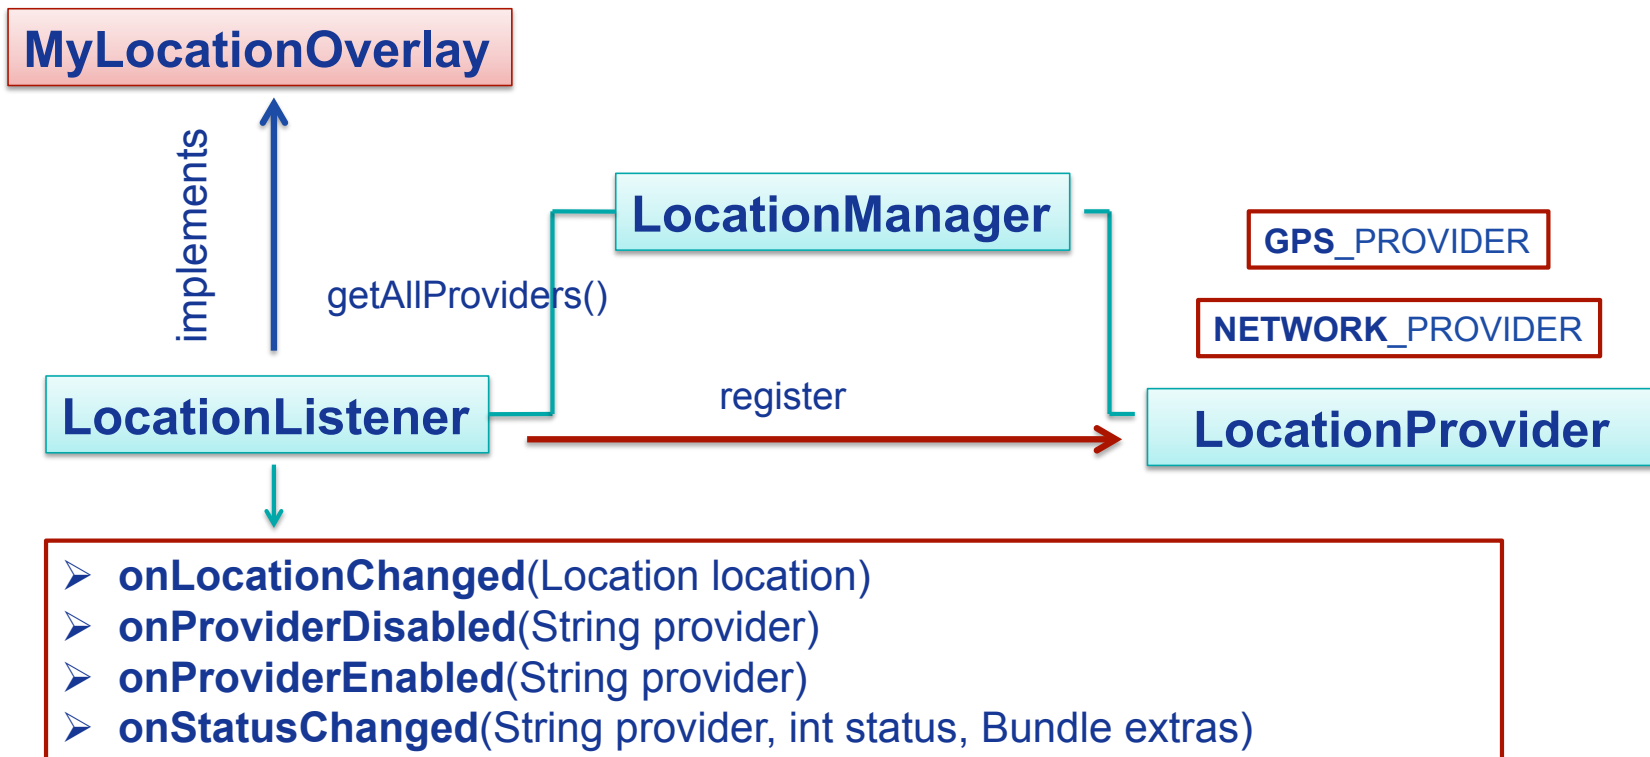 MyLocationOverlay
implements
LocationManager
GPS_PROVIDER
getAllProviders()
NETWORK_PROVIDER
register
LocationListener
LocationProvider
➢ onLocationChanged(Location location)
➢ onProviderDisabled(String provider)
➢ onProviderEnabled(String provider)
➢ onStatusChanged(String provider, int status, Bundle extras)